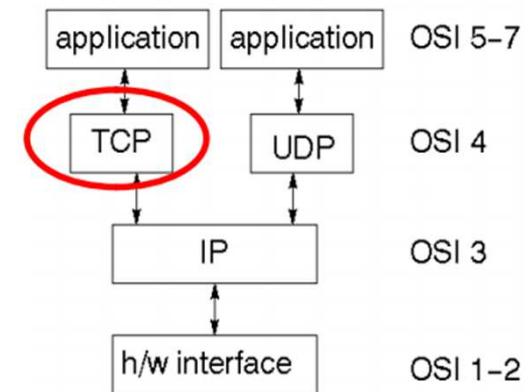 application application OSI 5–7
TCP UDP OSI 4
IP OSI 3
h/w interface OSI 1–2